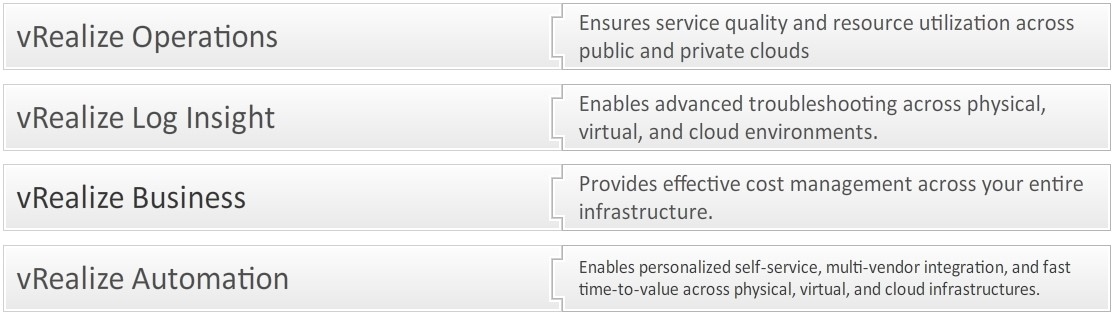 vRealize Operations
Ensures service quality and resource utilization across
public and private clouds
vRealize Log Insight
Enables advanced troubleshooting across physical,
virtual, and cloud environments.
vRealize Business
Provides effective cost management across your entire
infrastructure.
vRealize Automation
Enables personalized self-service, multi-vendor integration, and fast
time-to-value across physical, virtual, and cloud infrastructures.